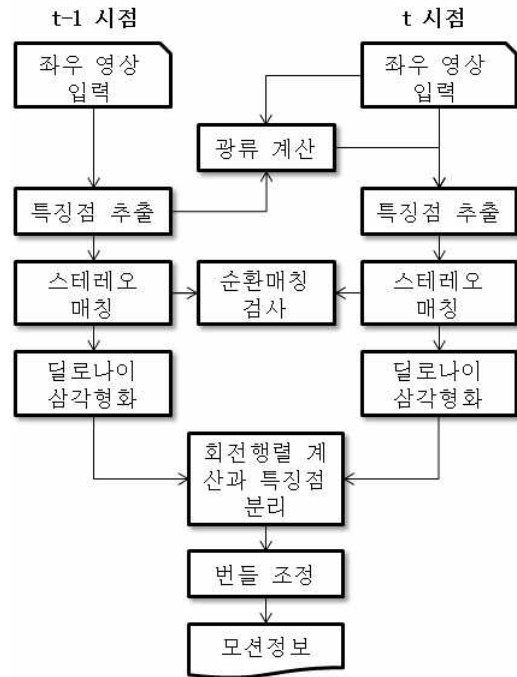 t-1 시점
t 시점
좌우 영상
입력
좌우 영상
입력
광류 계산
특징점 추출
특징점 추출
스테레오
매칭
순환매칭
검사
스테레오
매칭
딜로나이
삼각형화
딜로나이
삼각형화
회전행렬 계
산과 특징점
분리
번들 조정
모션정보